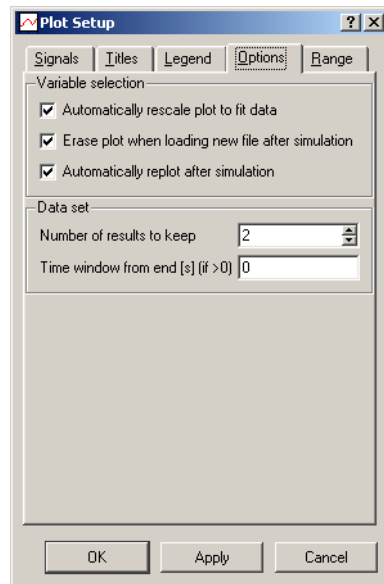 Plot Setup
Signals Titles Legend Options Range
Variable selection
Automatically rescale plot to fit data
Erase plot when loading new file after simulation
Automatically replot after simulation
Data set
Number of results to keep 2
Time window from end [s] (if >0) 0
OK Apply Cancel